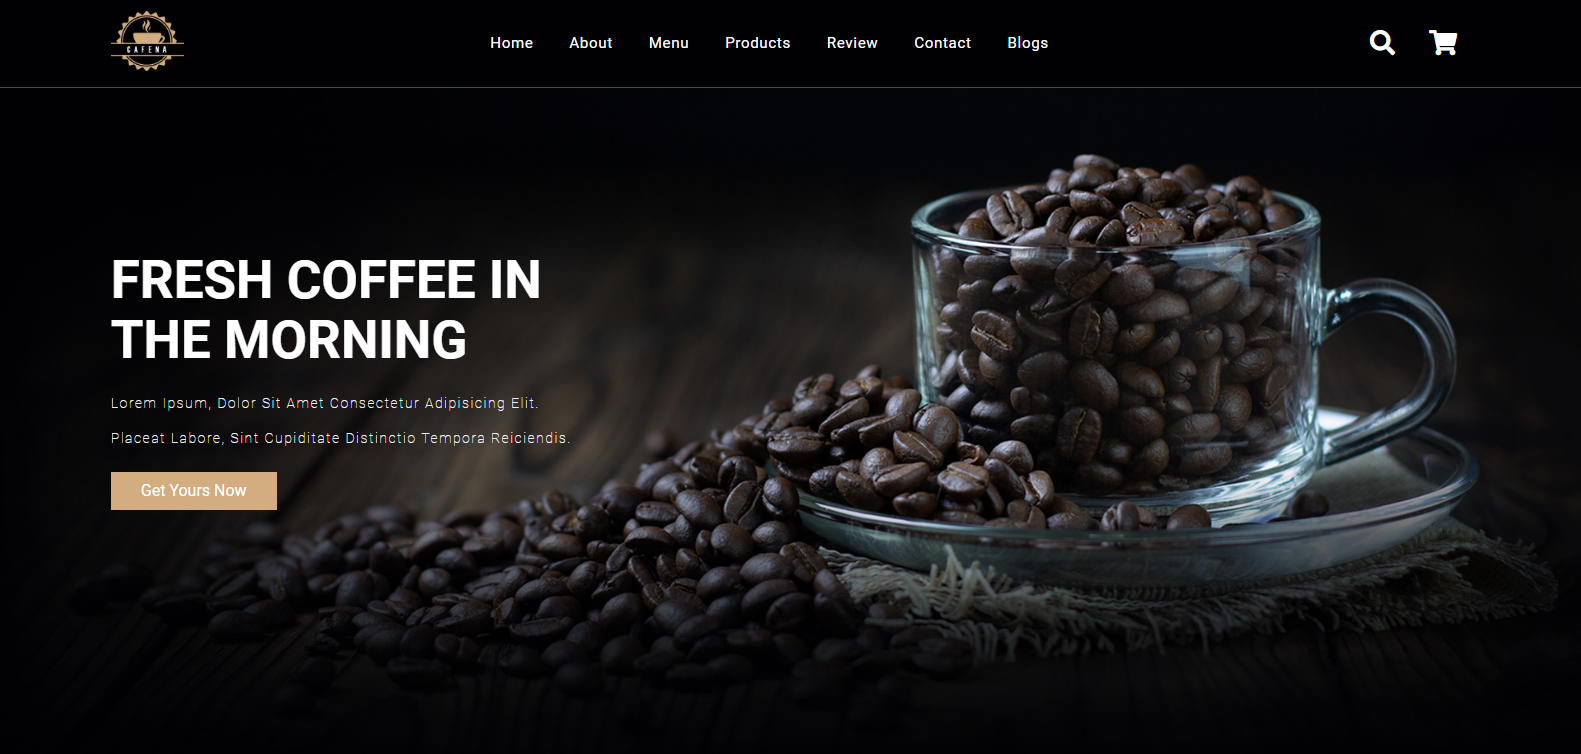 CAFENA
Home About Menu Products Review Contact Blogs
FRESH COFFEE IN
THE MORNING
Lorem Ipsum, Dolor Sit Amet Consectetur Adipisicing Elit.
Placeat Labore, Sint Cupiditate Distinctio Tempora Reiciendis.
Get Yours Now